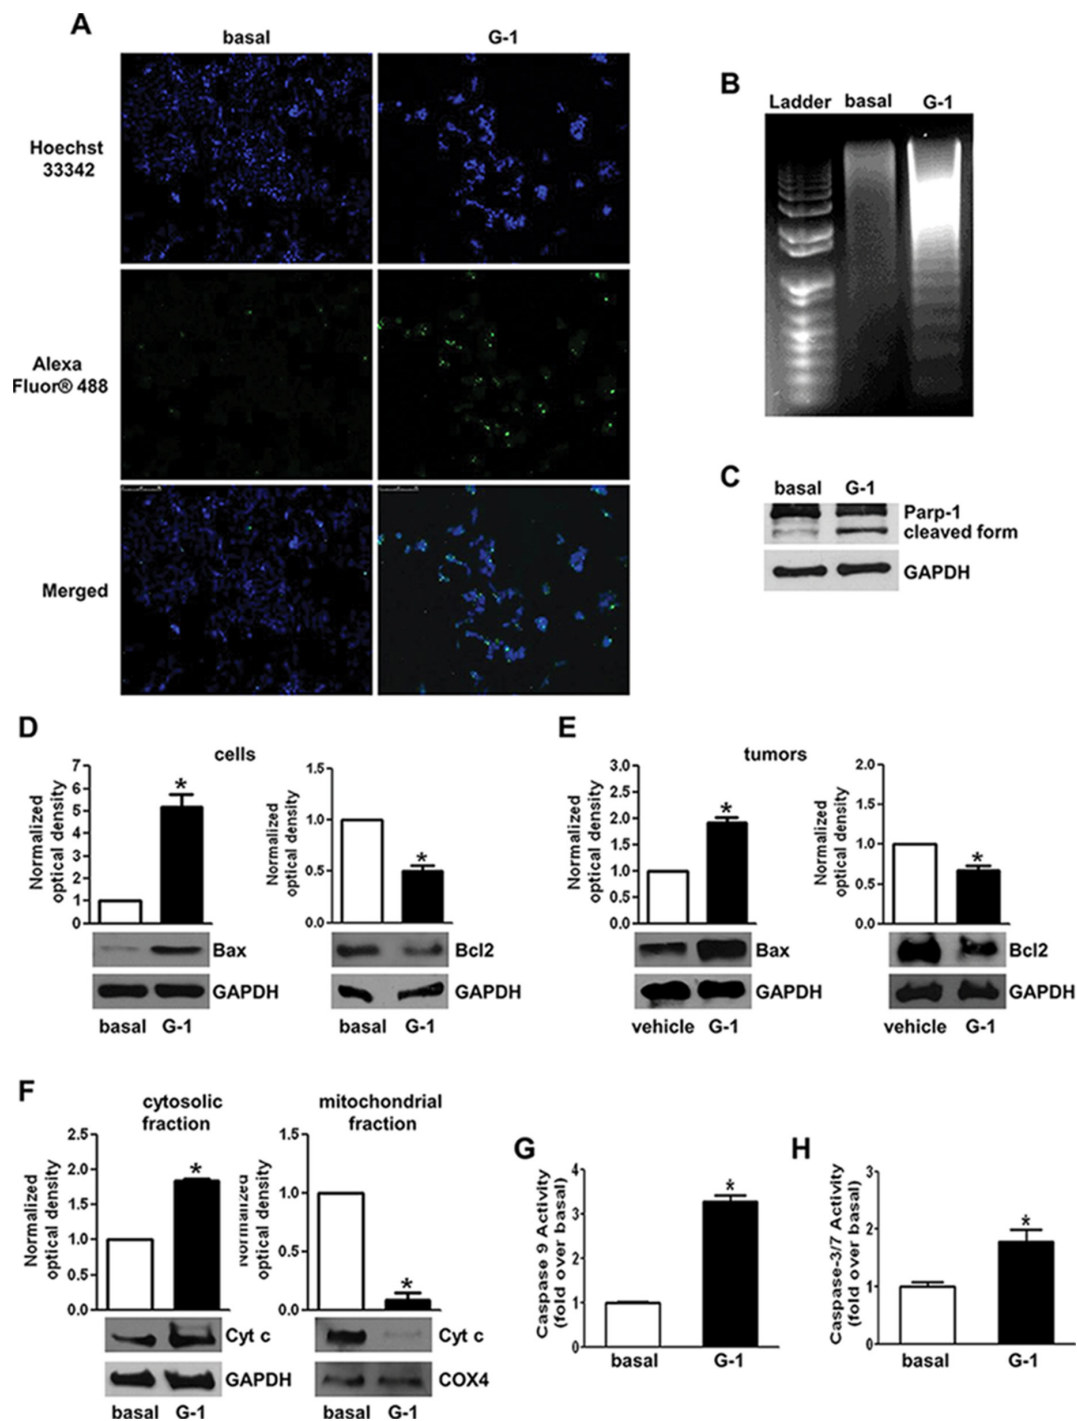 A
basal G-1
Hoechst
33342
Alexa
Fluor® 488
Merged
B
Ladder basal G-1
C
basal G-1
Parp-1
cleaved form
GAPDH
D
cells
Normalized
optical density
7
6
5
4
3
2
1
0
*
Bax
GAPDH
basal G-1
Normalized
optical density
1.5
1.0
0.5
0.0
*
Bcl2
GAPDH
basal G-1
E
tumors
Normalized
optical density
3.0
2.5
2.0
1.5
1.0
0.5
0.0
*
Bax
GAPDH
vehicle G-1
Normalized
optical density
2.0
1.5
1.0
0.5
0.0
*
Bcl2
GAPDH
vehicle G-1
F
cytosolic
fraction
Normalized
optical density
2.5
2.0
1.5
1.0
0.5
0.0
*
Cyt c
GAPDH
basal G-1
mitochondrial
fraction
Normalized
optical density
1.5
1.0
0.5
0.0
*
Cyt c
COX4
basal G-1
G
Caspase 9 Activity
(fold over basal)
4
3
2
1
0
*
basal G-1
H
Caspase-3/7 Activity
(fold over basal)
3
2
1
0
*
basal G-1